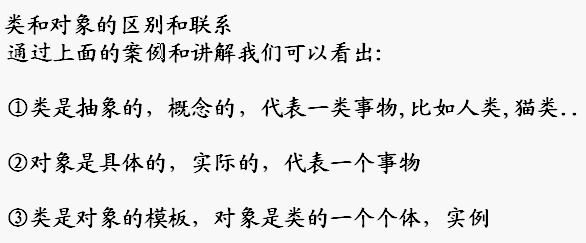 类和对象的区别和联系
通过上面的案例和讲解我们可以看出:
①类是抽象的，概念的，代表一类事物,比如人类,猫类..
②对象是具体的，实际的，代表一个事物
③类是对象的模板，对象是类的一个个体，实例